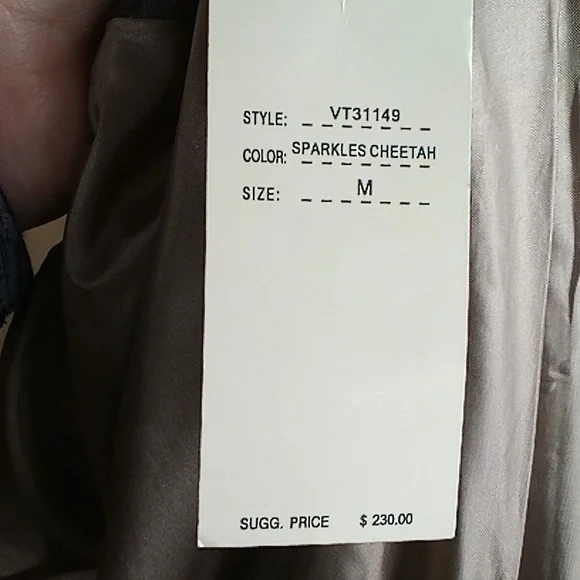 STYLE: VT31149
COLOR: SPARKLES CHEETAH
SIZE: M
SUGG. PRICE $ 230.00